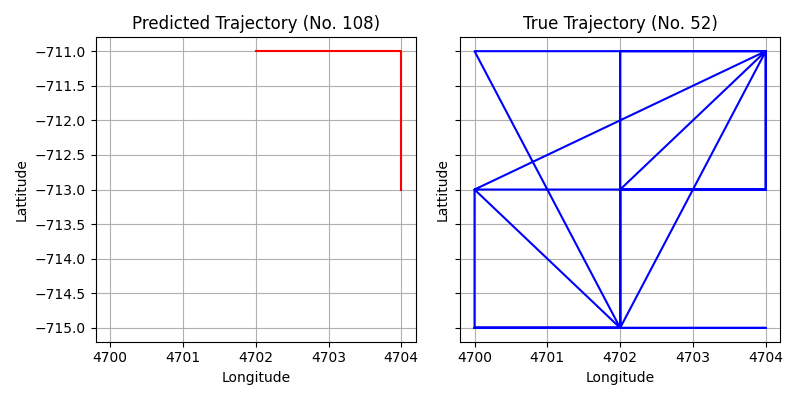 Predicted Trajectory (No. 108)
True Trajectory (No. 52)
−711.0
−711.5
−712.0
−712.5
−713.0
−713.5
−714.0
−714.5
−715.0
Lattitude
Lattitude
4700 4701 4702 4703 4704
4700 4701 4702 4703 4704
Longitude
Longitude